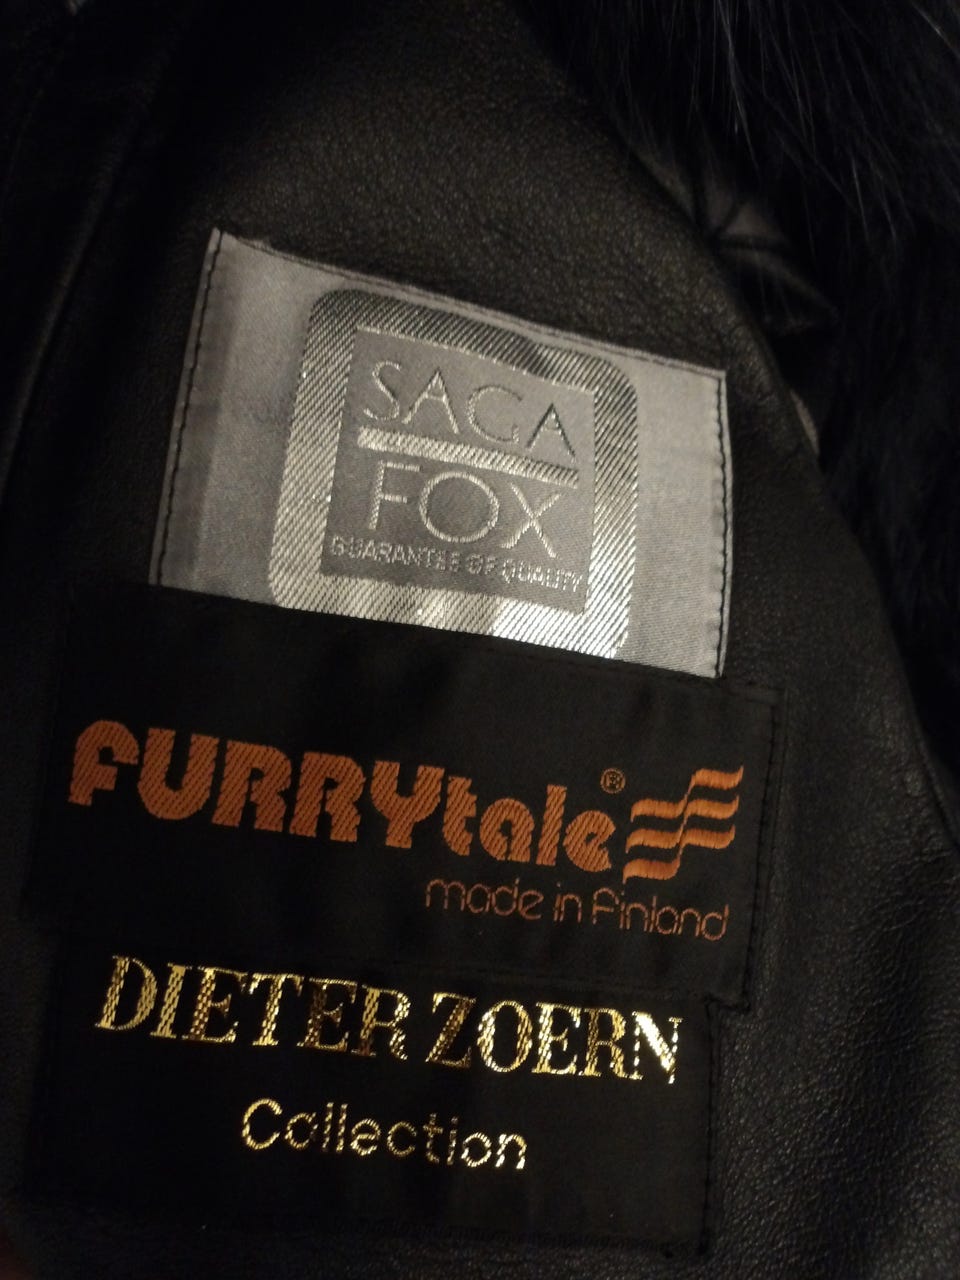 SAGA
FOX
GUARANTEE OF QUALITY
fURRYtale®
made in finland
DIETER ZOERN
Collection